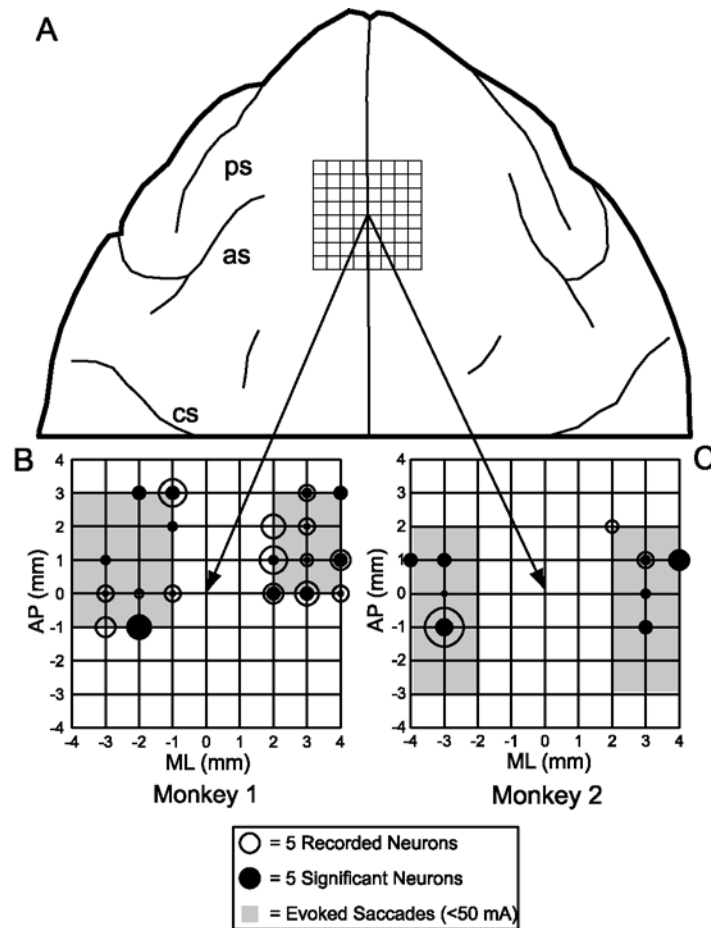 A
ps
as
cs
B
4
3
2
1
0
-1
-2
-3
-4
AP (mm)
-4 -3 -2 -1 0 1 2 3 4
ML (mm)
Monkey 1
C
4
3
2
1
0
-1
-2
-3
-4
AP (mm)
-4 -3 -2 -1 0 1 2 3 4
ML (mm)
Monkey 2
= 5 Recorded Neurons
= 5 Significant Neurons
= Evoked Saccades (<50 mA)